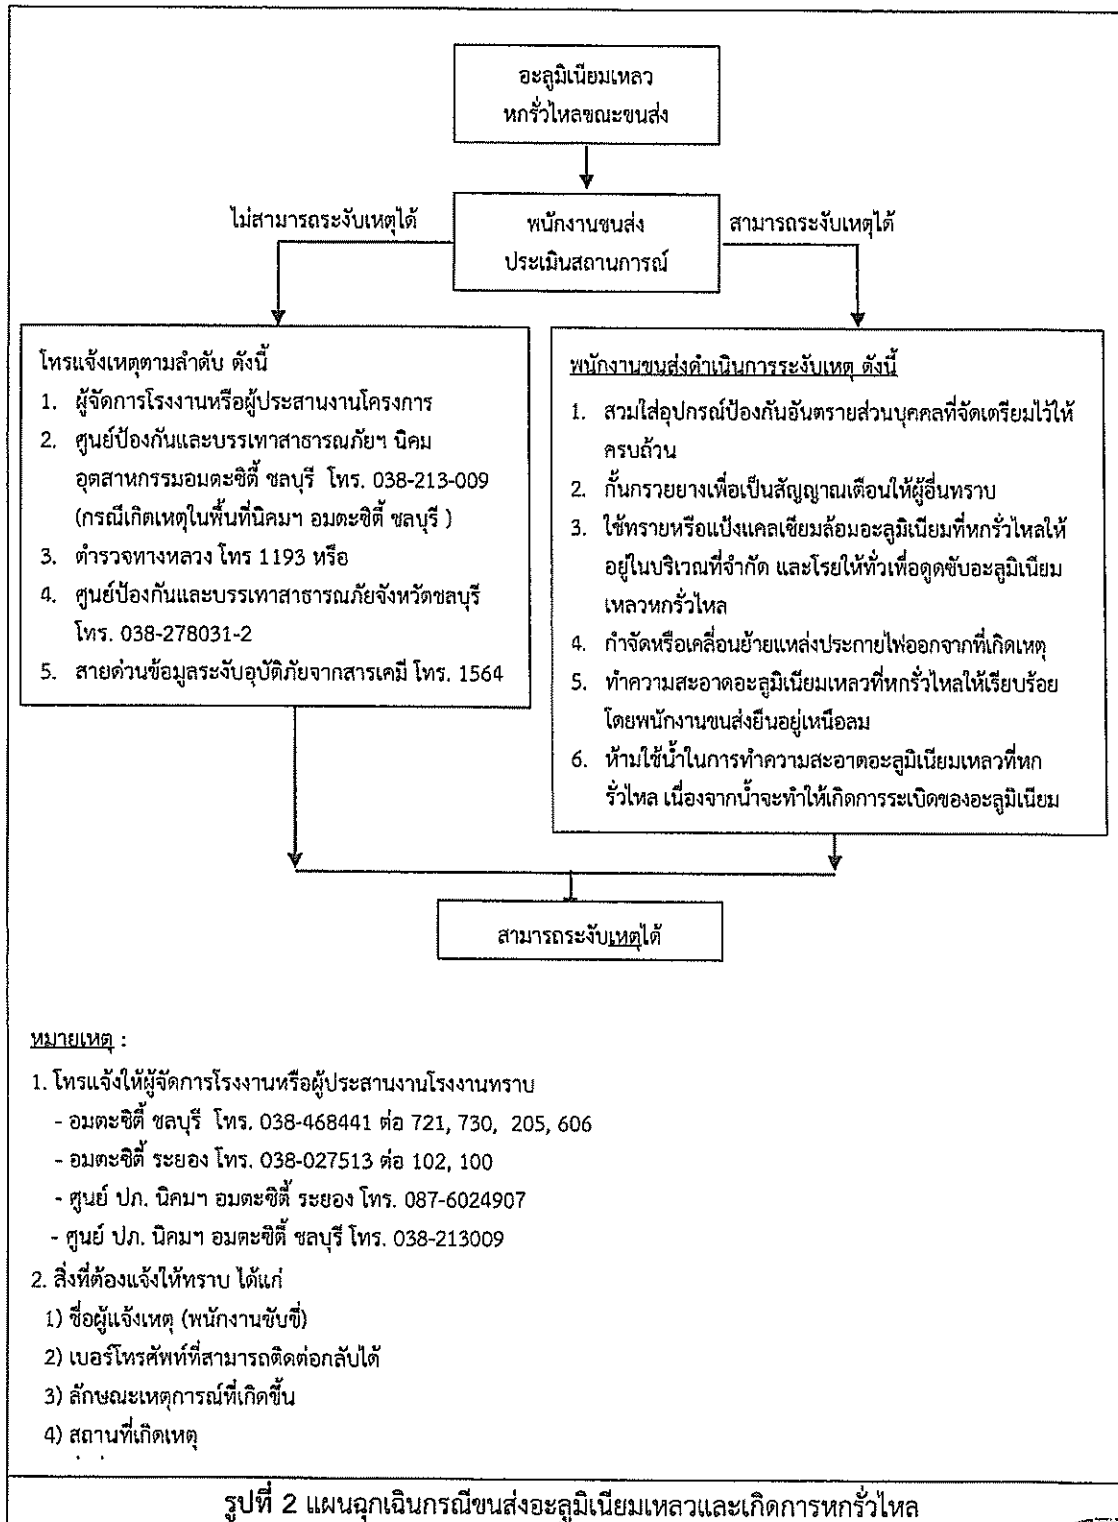 อะลูมิเนียมเหลว
หกรั่วไหลขณะขนส่ง
ไม่สามารถระงับเหตุได้
พนักงานขนส่ง
ประเมินสถานการณ์
สามารถระงับเหตุได้
โทรแจ้งเหตุตามลำดับ ดังนี้
1. ผู้จัดการโรงงานหรือผู้ประสานงานโครงการ
2. ศูนย์ป้องกันและบรรเทาสาธารณภัยฯ นิคม
อุตสาหกรรมอมตะซิตี้ ชลบุรี โทร. 038-213-009
(กรณีเกิดเหตุในพื้นที่นิคมฯ อมตะซิตี้ ชลบุรี )
3. ตำรวจทางหลวง โทร 1193 หรือ
4. ศูนย์ป้องกันและบรรเทาสาธารณภัยจังหวัดชลบุรี
โทร. 038-278031-2
5. สายด่วนข้อมูลระงับอุบัติภัยจากสารเคมี โทร. 1564
พนักงานขนส่งดำเนินการระงับเหตุ ดังนี้
1. สวมใส่อุปกรณ์ป้องกันอันตรายส่วนบุคคลที่จัดเตรียมไว้ให้
ครบถ้วน
2. กั้นกรวยยางเพื่อเป็นสัญญาณเตือนให้ผู้อื่นทราบ
3. ใช้ทรายหรือแป้งแคลเซียมล้อมอะลูมิเนียมที่หกรั่วไหลให้
อยู่ในบริเวณที่จำกัด และโรยให้ทั่วเพื่อดูดซับอะลูมิเนียม
เหลวหกรั่วไหล
4. กำจัดหรือเคลื่อนย้ายแหล่งประกายไฟออกจากที่เกิดเหตุ
5. ทำความสะอาดอะลูมิเนียมเหลวที่หกรั่วไหลให้เรียบร้อย
โดยพนักงานขนส่งยืนอยู่เหนือลม
6. ห้ามใช้น้ำในการทำความสะอาดอะลูมิเนียมเหลวที่หก
รั่วไหล เนื่องจากน้ำจะทำให้เกิดการระเบิดของอะลูมิเนียม
สามารถระงับเหตุได้
หมายเหตุ :
1. โทรแจ้งให้ผู้จัดการโรงงานหรือผู้ประสานงานโรงงานทราบ
- อมตะซิตี้ ชลบุรี โทร. 038-468441 ต่อ 721, 730, 205, 606
- อมตะซิตี้ ระยอง โทร. 038-027513 ต่อ 102, 100
- ศูนย์ ปภ. นิคมฯ อมตะซิตี้ ระยอง โทร. 087-6024907
- ศูนย์ ปภ. นิคมฯ อมตะซิตี้ ชลบุรี โทร. 038-213009
2. สิ่งที่ต้องแจ้งให้ทราบ ได้แก่
1) ชื่อผู้แจ้งเหตุ (พนักงานขับขี่)
2) เบอร์โทรศัพท์ที่สามารถติดต่อกลับได้
3) ลักษณะเหตุการณ์ที่เกิดขึ้น
4) สถานที่เกิดเหตุ
รูปที่ 2 แผนฉุกเฉินกรณีขนส่งอะลูมิเนียมเหลวและเกิดการหกรั่วไหล